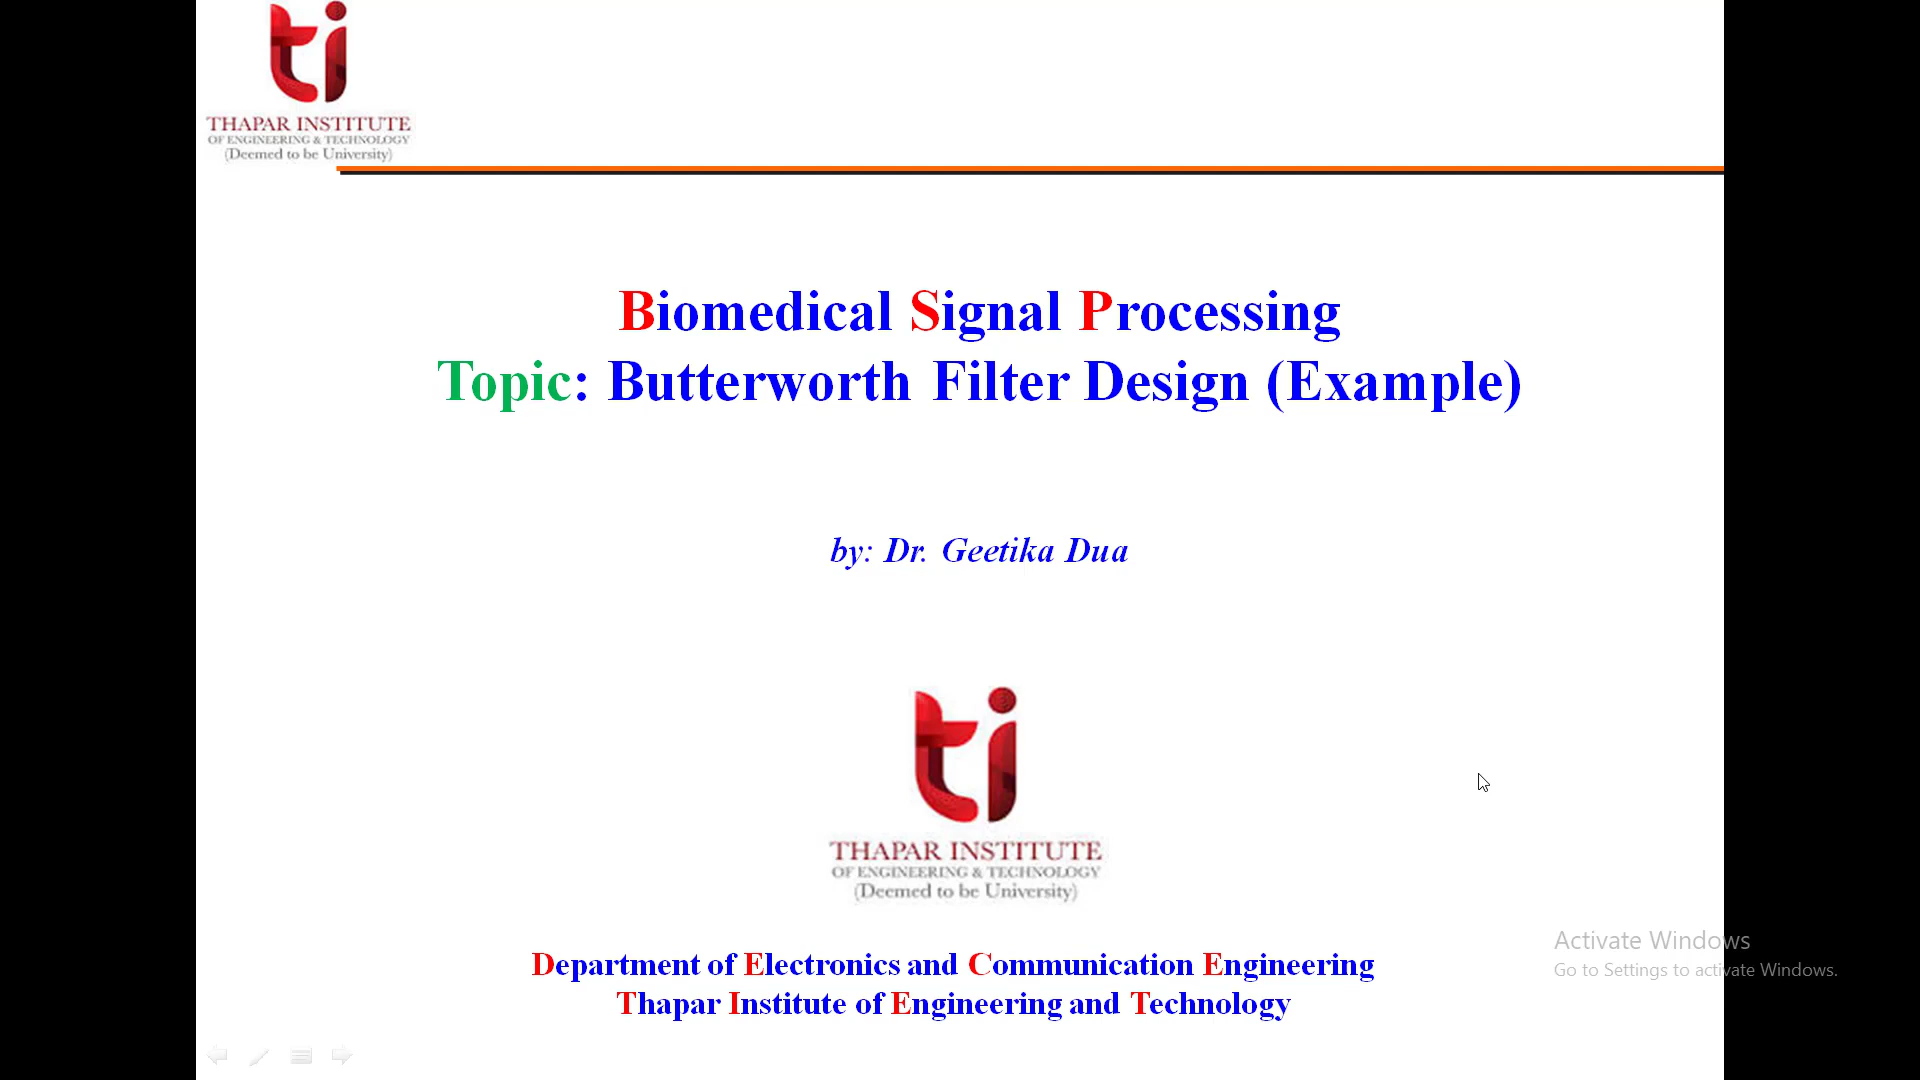 THAPAR INSTITUTE
OF ENGINEERING & TECHNOLOGY
(Deemed to be University)
Biomedical Signal Processing
Topic: Butterworth Filter Design (Example)
by: Dr. Geetika Dua
THAPAR INSTITUTE
OF ENGINEERING & TECHNOLOGY
(Deemed to be University)
Activate Windows
Go to Settings to activate Windows.
Department of Electronics and Communication Engineering
Thapar Institute of Engineering and Technology